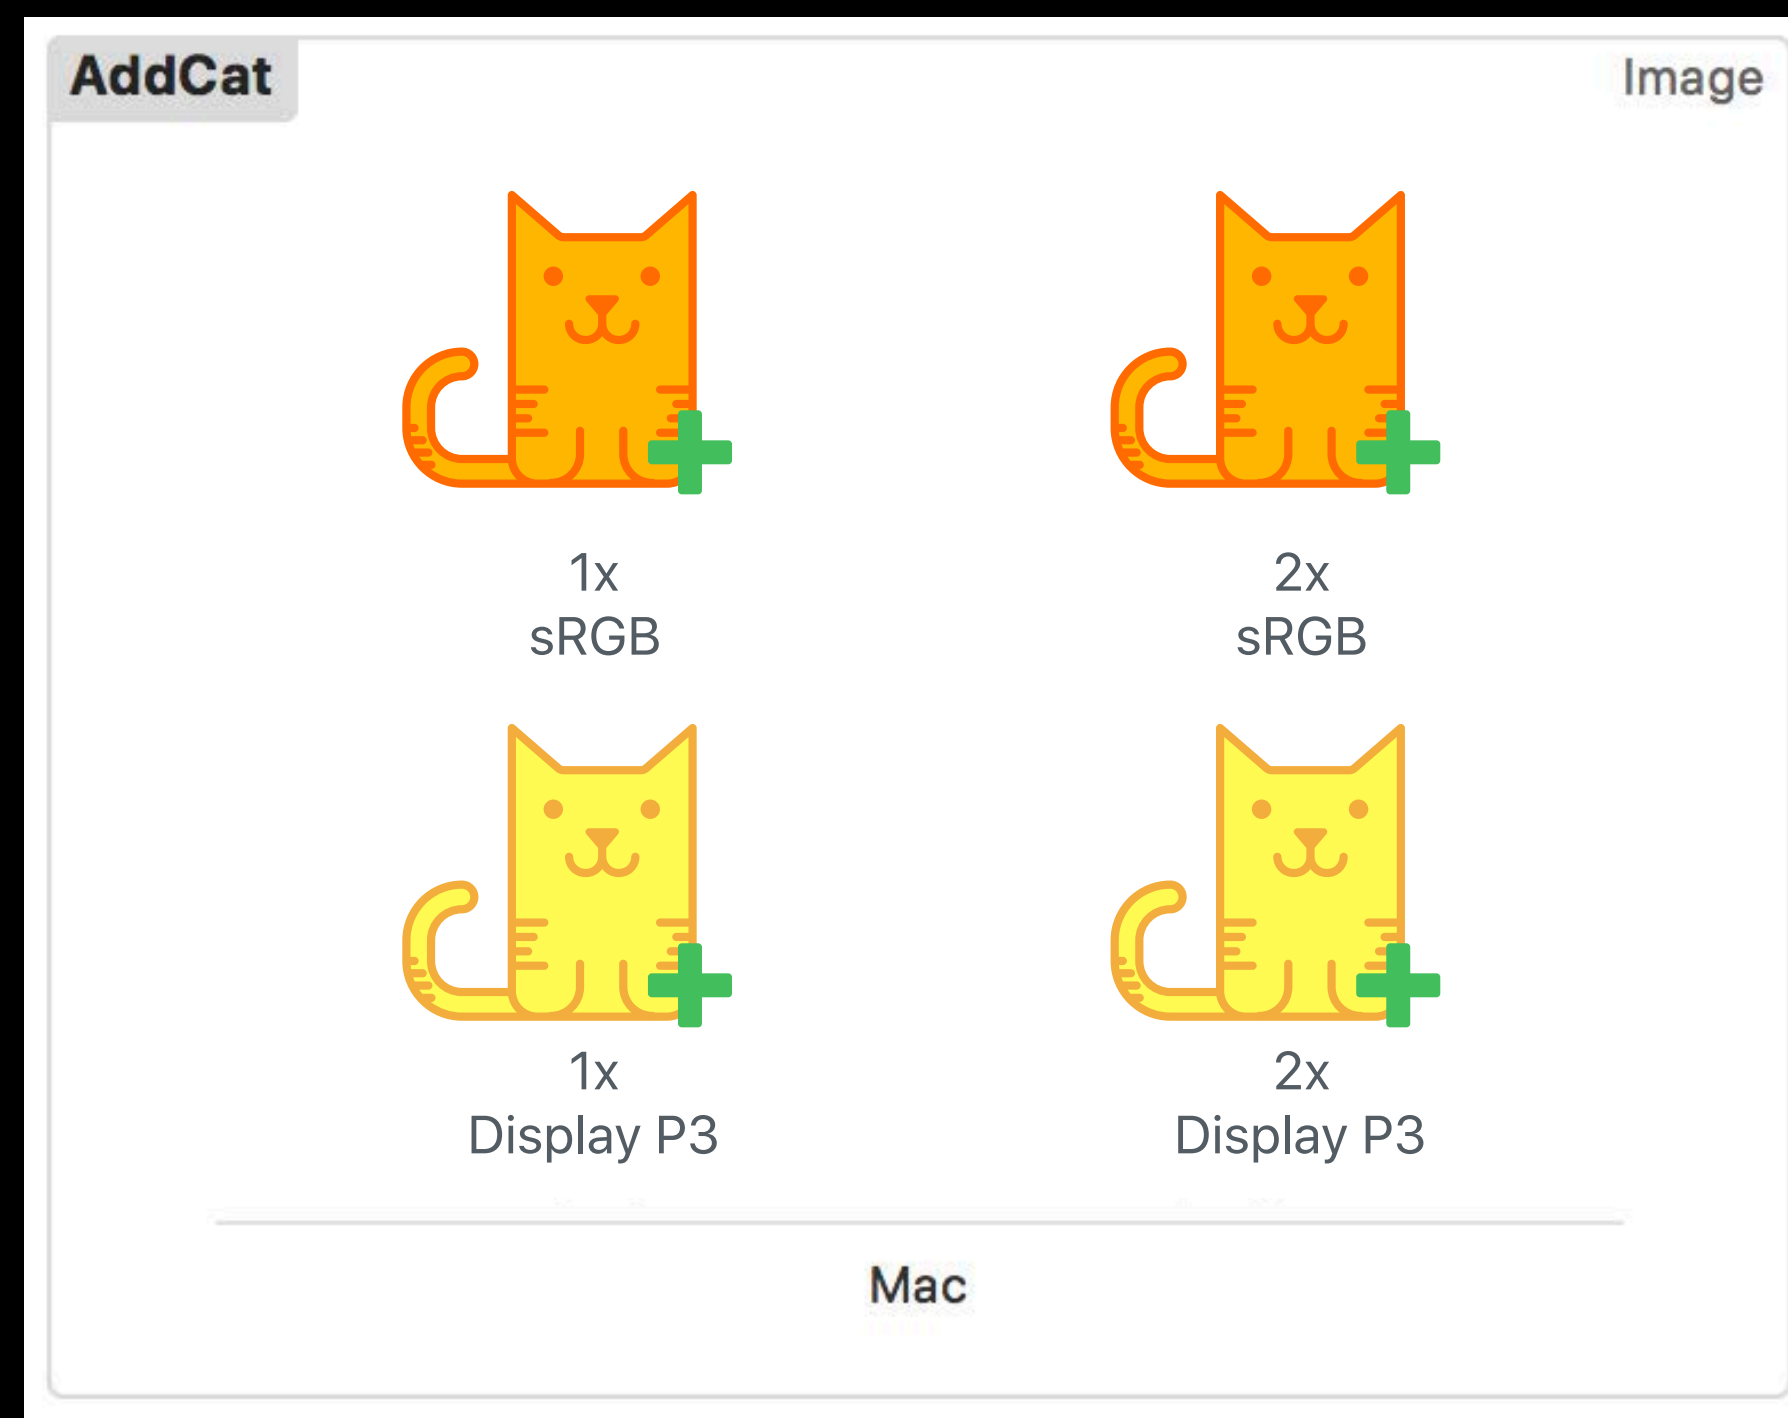 AddCat
Image
1x
sRGB
2x
sRGB
1x
Display P3
2x
Display P3
Mac